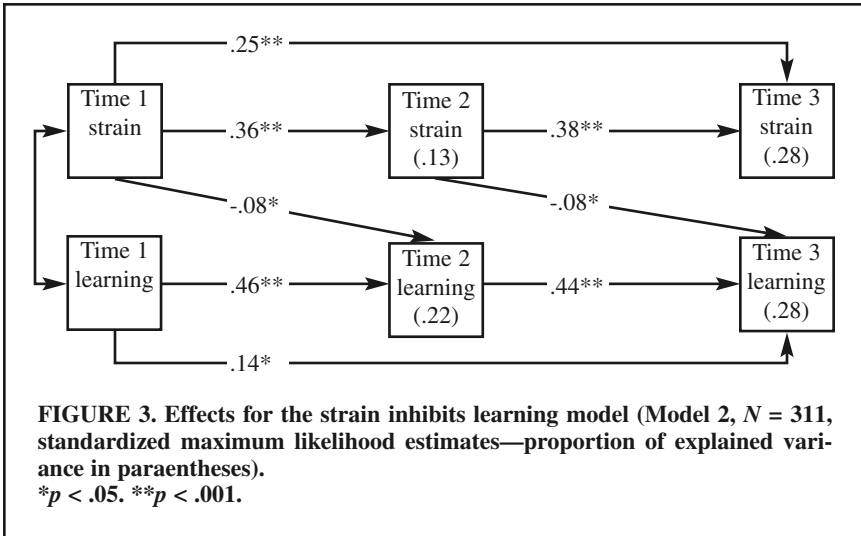 .25**
Time 1
strain
.36**
Time 2
strain
(.13)
.38**
Time 3
strain
(.28)
-.08*
-.08*
Time 1
learning
.46**
Time 2
learning
(.22)
.44**
Time 3
learning
(.28)
.14*
FIGURE 3. Effects for the strain inhibits learning model (Model 2, N = 311,
standardized maximum likelihood estimates—proportion of explained vari-
ance in paraentheses).
*p < .05. **p < .001.